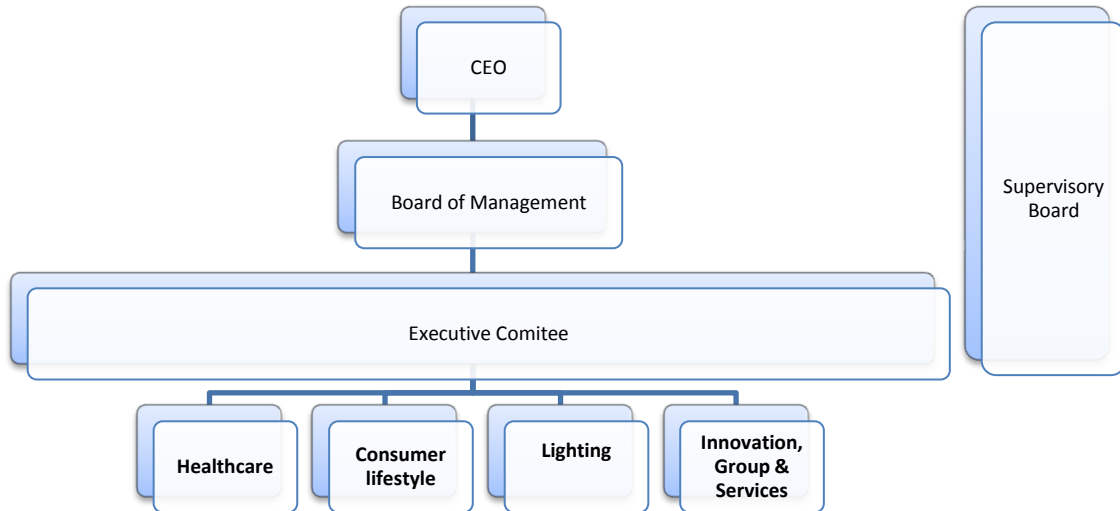 CEO
Board of Management
Supervisory
Board
Executive Comitee
Healthcare
Consumer
lifestyle
Lighting
Innovation,
Group &
Services